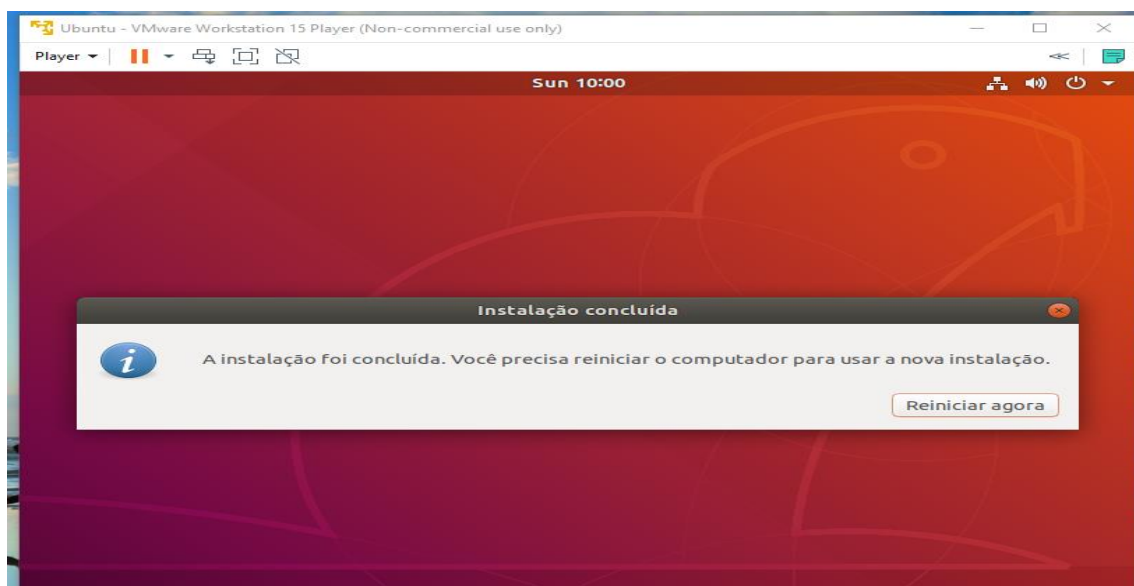 Ubuntu - VMware Workstation 15 Player (Non-commercial use only)
Player
Sun 10:00
Instalação concluída
A instalação foi concluída. Você precisa reiniciar o computador para usar a nova instalação.
Reiniciar agora